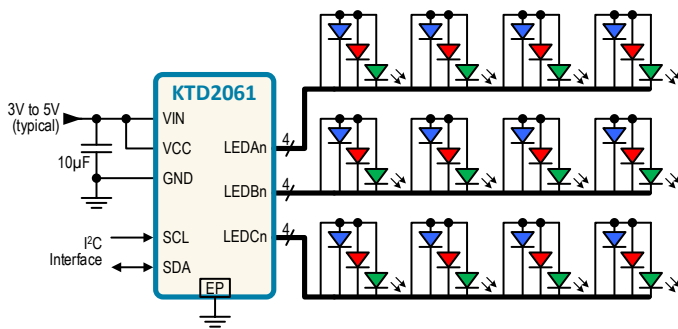 KTD2061
3V to 5V
(typical)
10µF
VIN
VCC
GND
SCL
SDA
I²C
Interface
EP
LEDAn
4
LEDBn
4
LEDCn
4